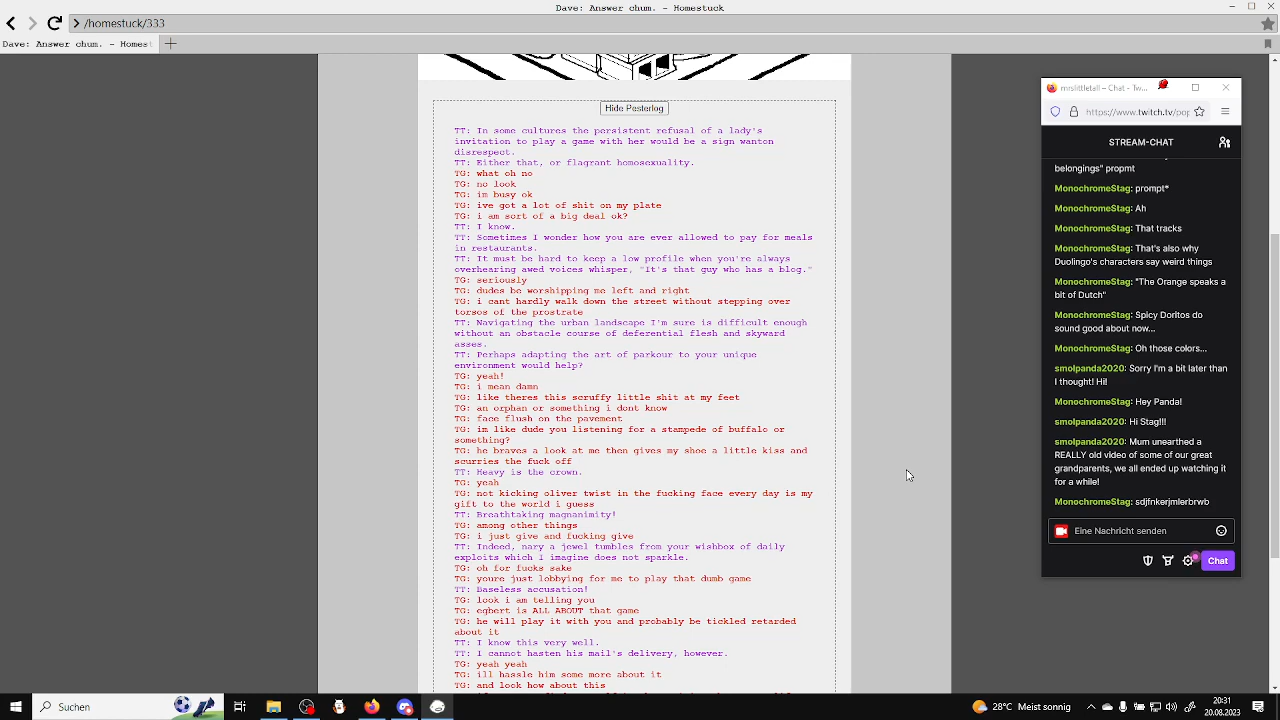 Dave: Answer chum. - Homestuck
/homestuck/333
Dave: Answer chum. - Homest
Hide Pesterlog
TT: In some cultures the persistent refusal of a lady's
invitation to play a game with her would be a sign wanton
disrespect.
TT: Either that, or flagrant homosexuality.
TG: what oh no
TG: no look
TG: im busy ok
TG: ive got a lot of shit on my plate
TG: i am sort of a big deal ok?
TT: I know.
TT: Sometimes I wonder how you are ever allowed to pay for meals
in restaurants.
TT: It must be hard to keep a low profile when you're always
overhearing awed voices whisper, "It's that guy who has a blog."
TG: seriously
TG: dudes be worshipping me left and right
TG: i cant hardly walk down the street without stepping over
torsos of the prostrate
TT: Navigating the urban landscape I'm sure is difficult enough
without an obstacle course of deferential flesh and skyward
asses.
TT: Perhaps adapting the art of parkour to your unique
environment would help?
TG: yeah!
TG: i mean damn
TG: like theres this scruffy little shit at my feet
TG: an orphan or something i dont know
TG: face flush on the pavement
TG: im like dude you listening for a stampede of buffalo or
something?
TG: he braves a look at me then gives my shoe a little kiss and
scurries the fuck off
TT: Heavy is the crown.
TG: yeah
TG: not kicking oliver twist in the fucking face every day is my
gift to the world i guess
TT: Breathtaking magnanimity!
TG: among other things
TG: i just give and fucking give
TT: Indeed, nary a jewel tumbles from your wishbox of daily
exploits which I imagine does not sparkle.
TG: oh for fucks sake
TG: youre just lobbying for me to play that dumb game
TT: Baseless accusation!
TG: look i am telling you
TG: egbert is ALL ABOUT that game
TG: he will play it with you and probably be tickled retarded
about it
TT: I know this very well.
TT: I cannot hasten his mail's delivery, however.
TG: yeah yeah
TG: ill hassle him some more about it
TG: and look how about this
mrslittletall – Chat - Tw...
https://www.twitch.tv/pop
STREAM-CHAT
belongings" propmt
MonochromeStag: prompt*
MonochromeStag: Ah
MonochromeStag: That tracks
MonochromeStag: That's also why
Duolingo's characters say weird things
MonochromeStag: "The Orange speaks a
bit of Dutch"
MonochromeStag: Spicy Doritos do
sound good about now...
MonochromeStag: Oh those colors...
smolpanda2020: Sorry I'm a bit later than
I thought! Hi!
MonochromeStag: Hey Panda!
smolpanda2020: Hi Stag!!!
smolpanda2020: Mum unearthed a
REALLY old video of some of our great
grandparents, we all ended up watching it
for a while!
MonochromeStag: sdjfnkerjmlerbrwb
Eine Nachricht senden
Chat
Suchen
28°C Meist sonnig
20:31
20.08.2023